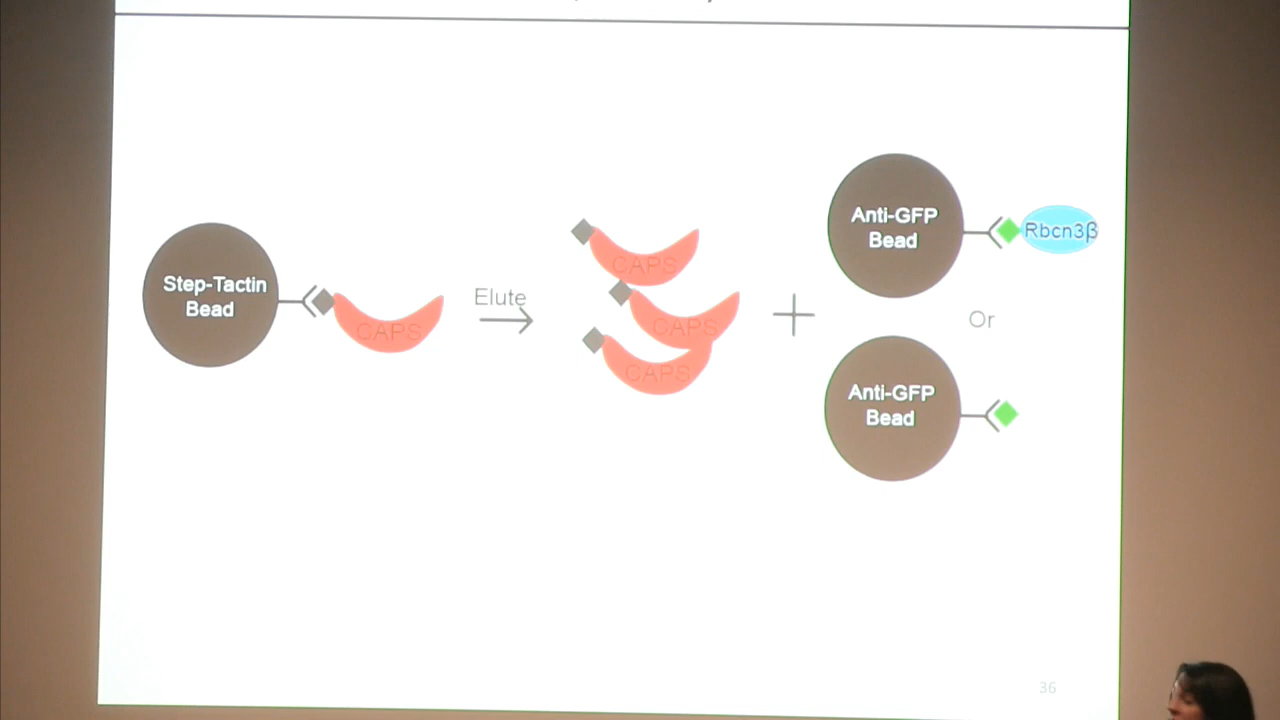 Step-Tactin
Bead
CAPS
Elute
CAPS
CAPS
CAPS
Anti-GFP
Bead
Rbcn3β
Or
Anti-GFP
Bead
36